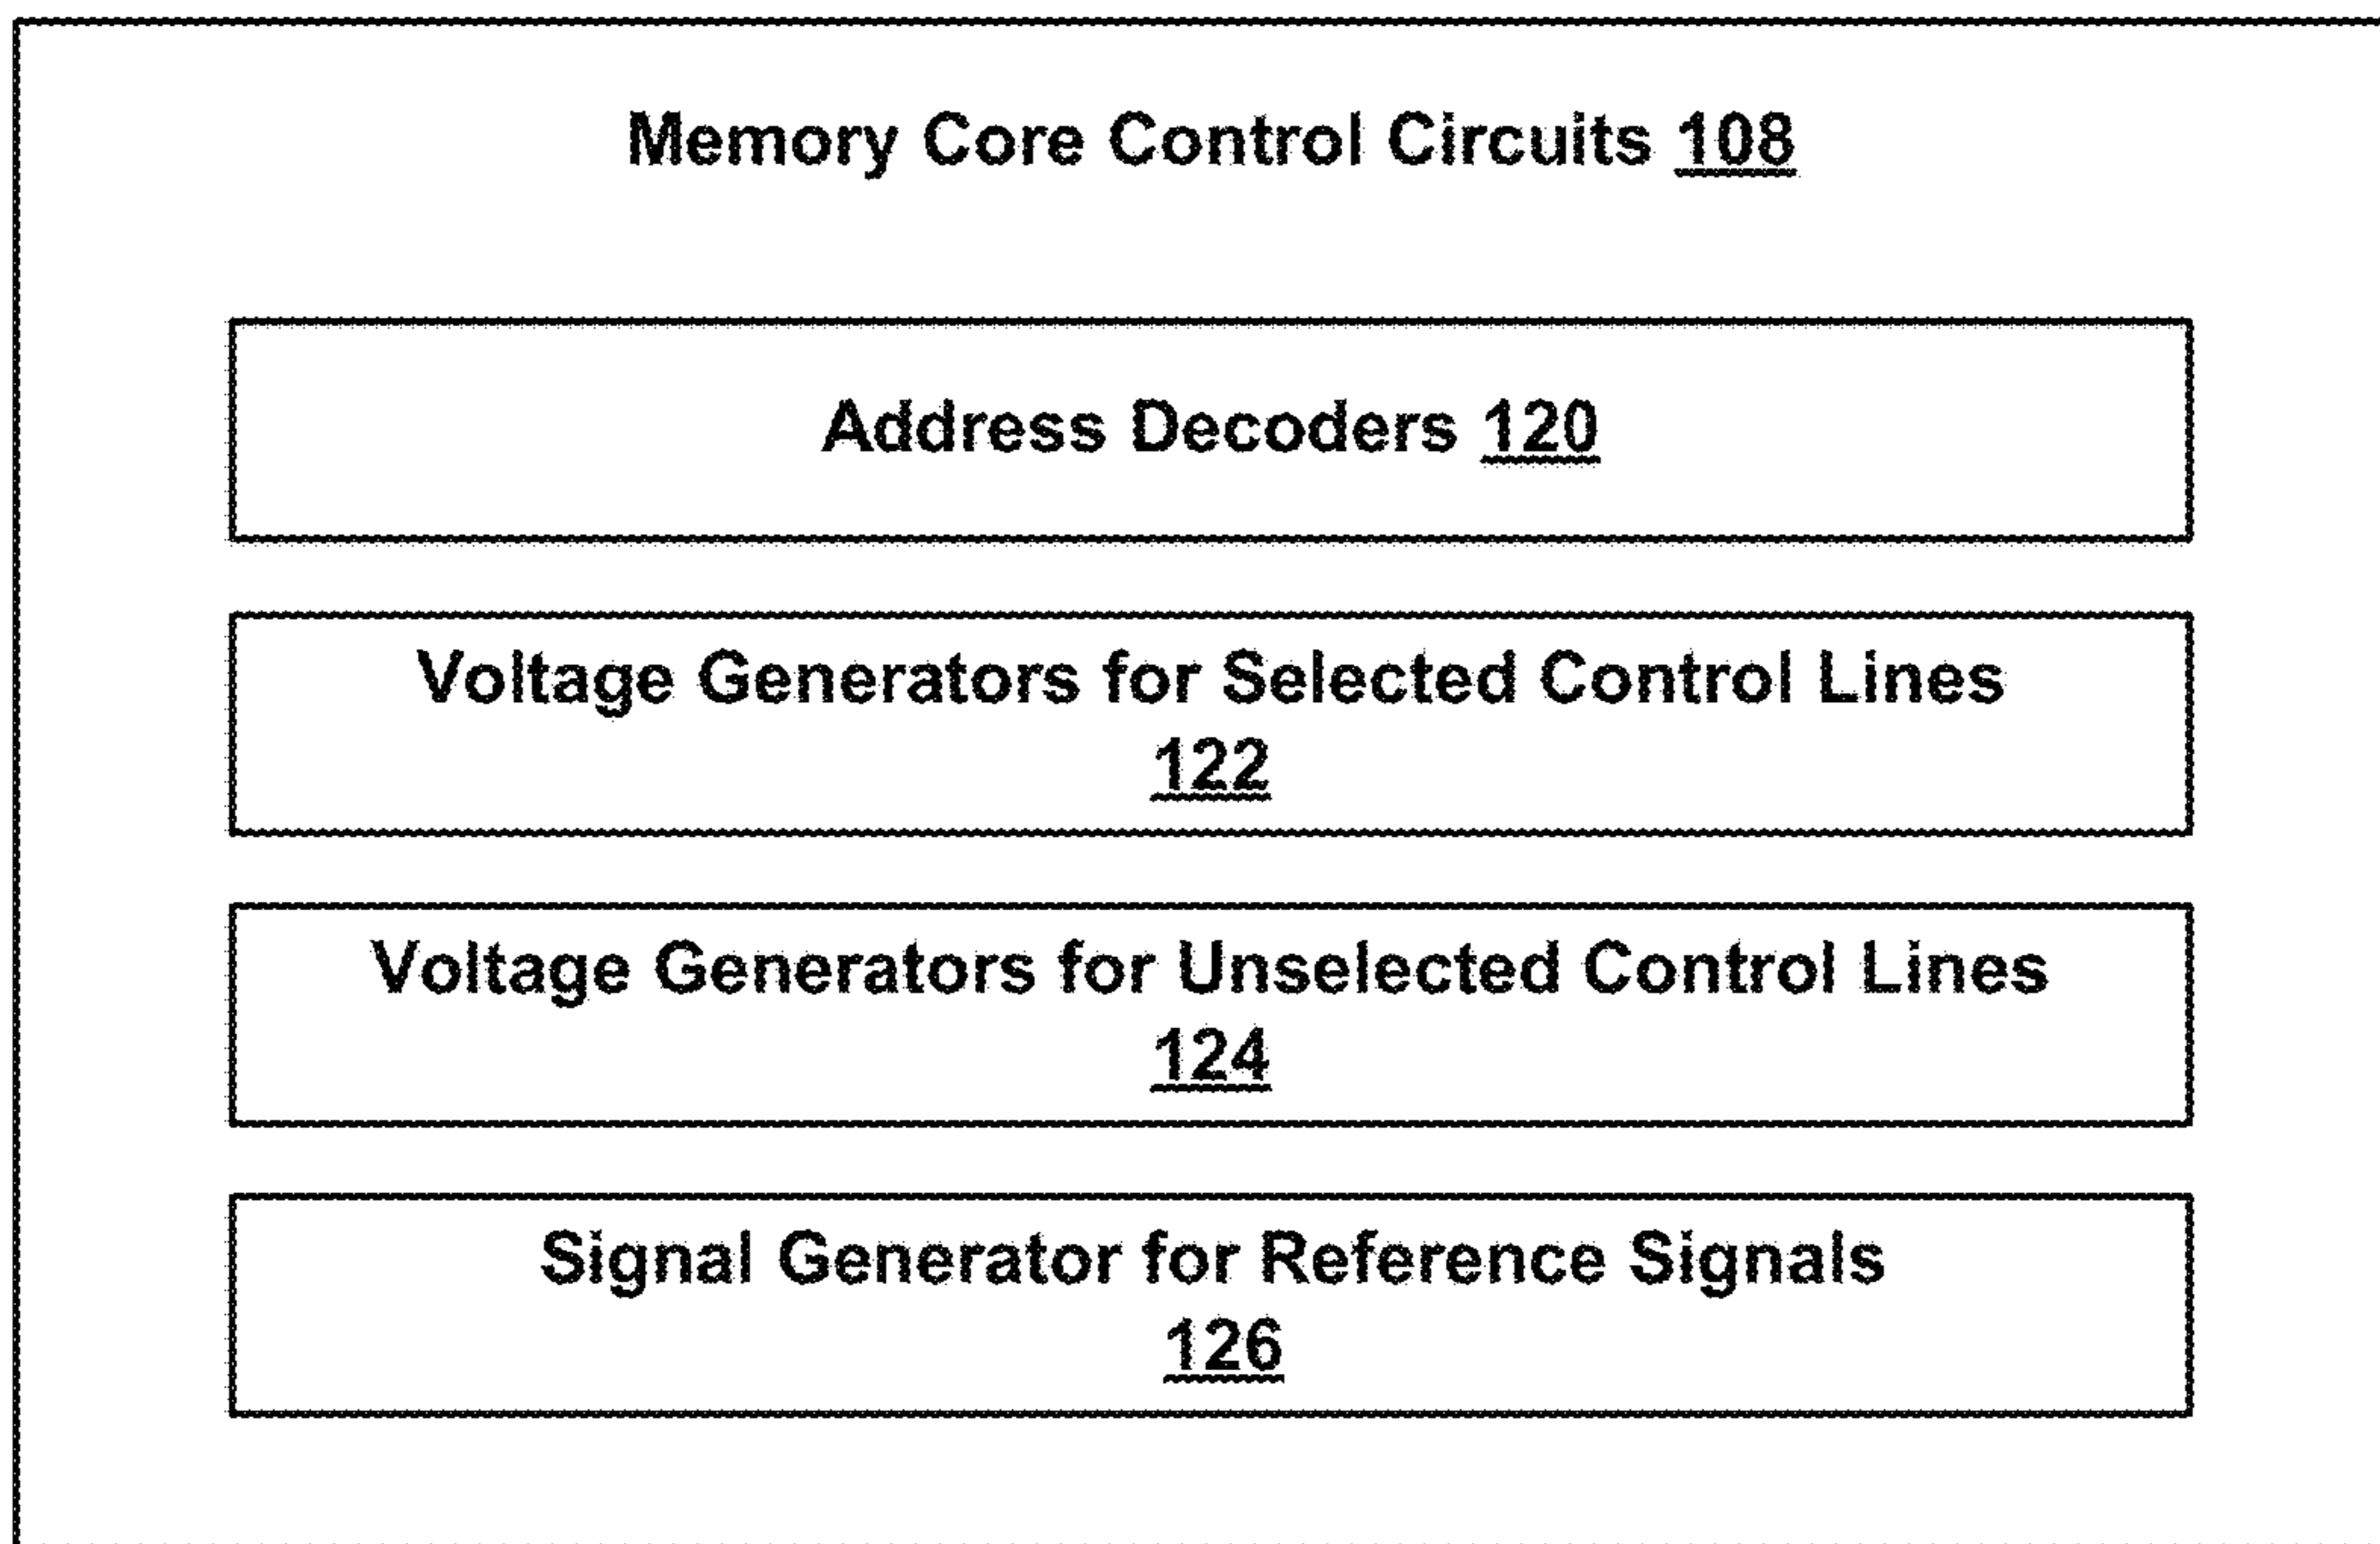 Memory Core Control Circuits 108
Address Decoders 120
Voltage Generators for Selected Control Lines
122
Voltage Generators for Unselected Control Lines
124
Signal Generator for Reference Signals
126